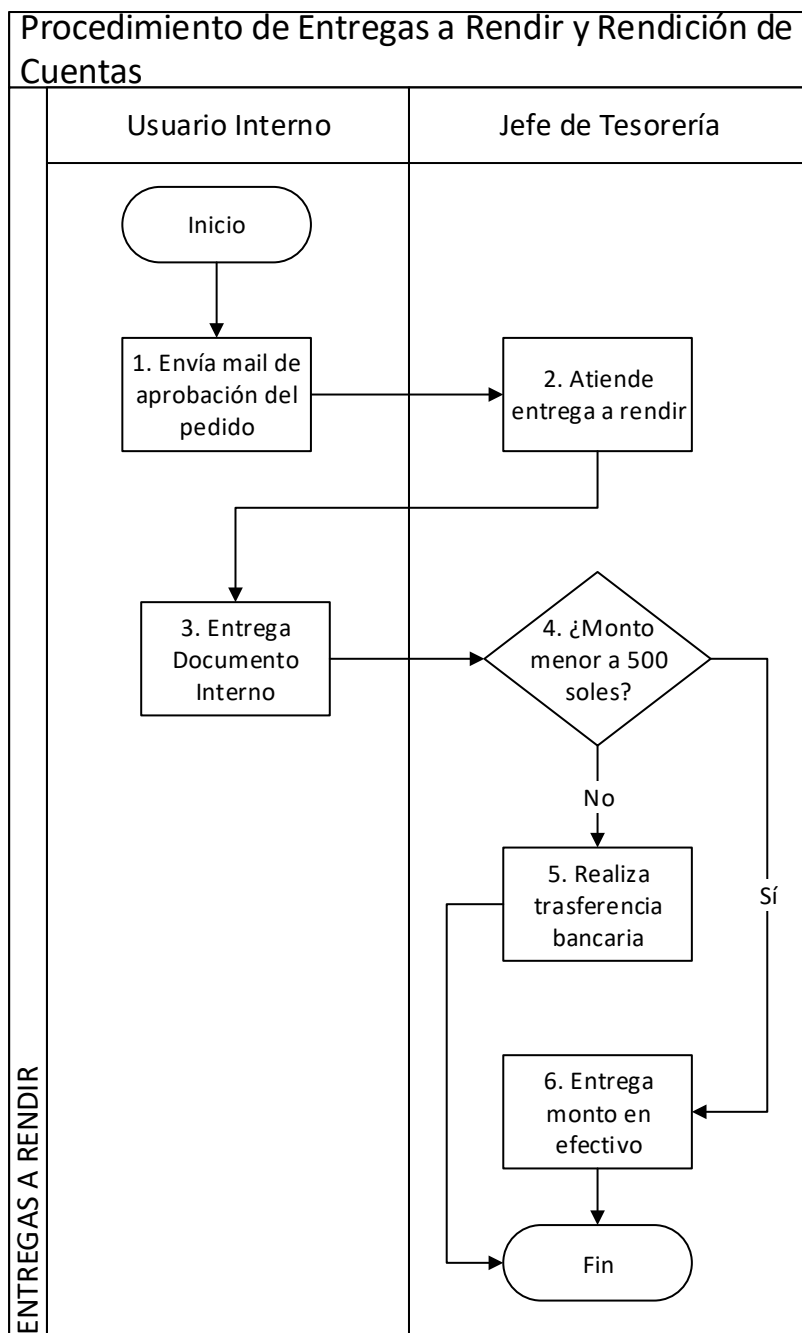 Procedimiento de Entregas a Rendir y Rendición de
Cuentas
Usuario Interno
Jefe de Tesorería
Inicio
1. Envía mail de
aprobación del
pedido
2. Atiende
entrega a rendir
3. Entrega
Documento
Interno
4. ¿Monto
menor a 500
soles?
No
Sí
5. Realiza
trasferencia
bancaria
6. Entrega
monto en
efectivo
Fin
ENTREGAS A RENDIR